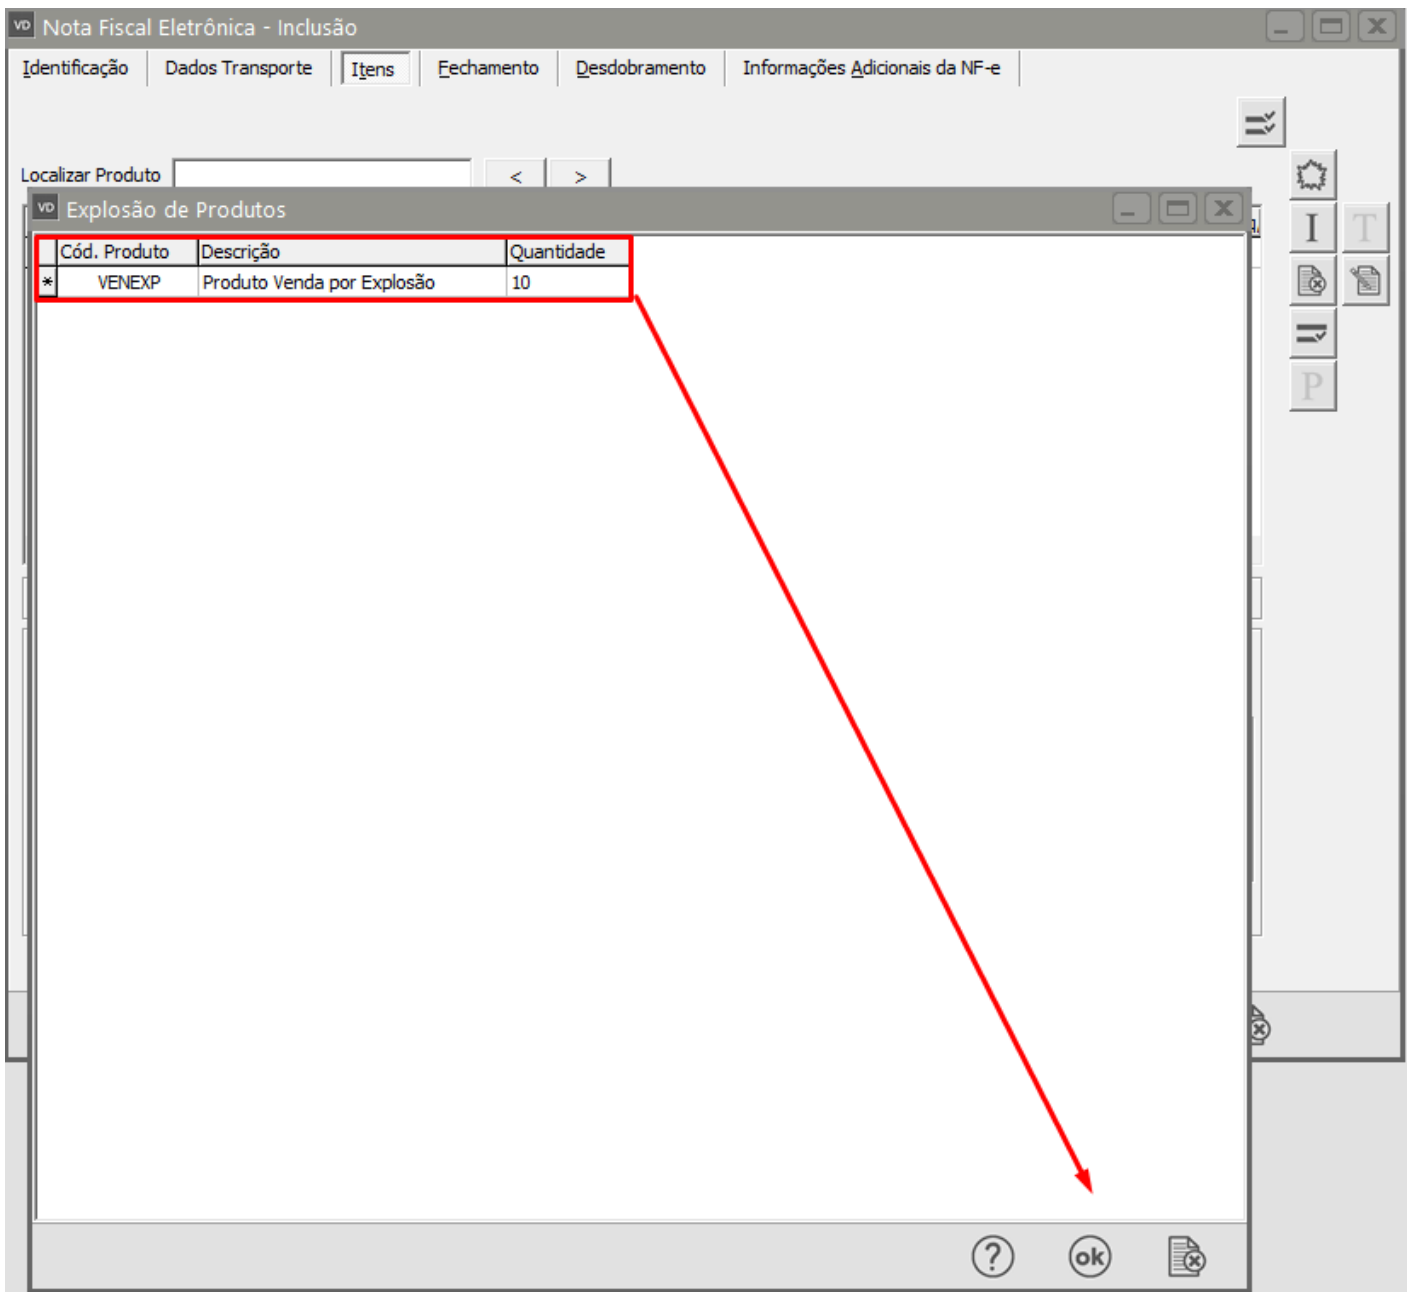 VD Nota Fiscal Eletrônica - Inclusão
Identificação Dados Transporte Itens Fechamento Desdobramento Informações Adicionais da NF-e
Localizar Produto < >
VD Explosão de Produtos
Cód. Produto Descrição Quantidade
* VENEXP Produto Venda por Explosão 10
I T
P
? ok